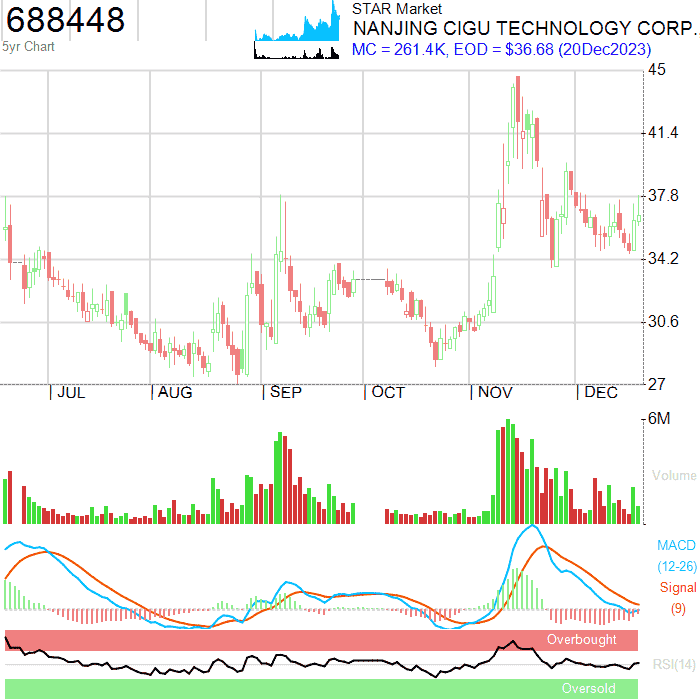 688448
STAR Market
NANJING CIGU TECHNOLOGY CORP.
5yr Chart
MC = 261.4K, EOD = $36.68 (20Dec2023)
45
41.4
37.8
34.2
30.6
27
JUL AUG SEP OCT NOV DEC
6M
Volume
MACD
(12-26)
Signal
(9)
Overbought
RSI(14)
Oversold